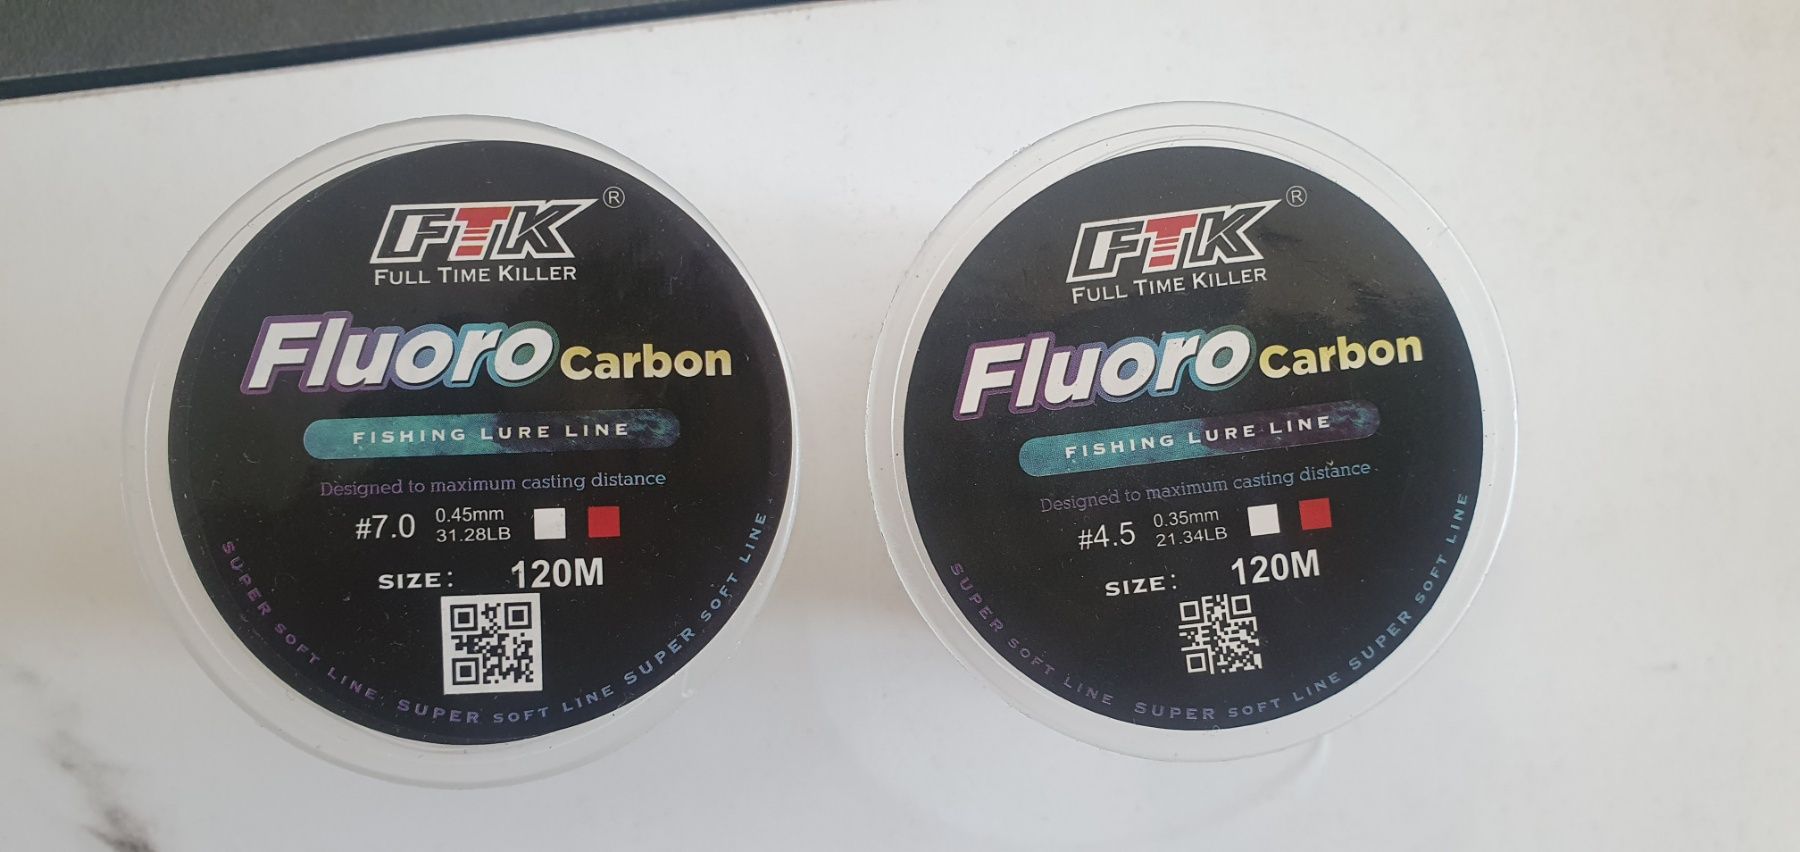 FTK®
FULL TIME KILLER
Fluoro Carbon
FISHING LURE LINE
Designed to maximum casting distance
#7.0 0.45mm
31.28LB
SIZE: 120M
SUPER SOFT LINE SUPER SOFT LINE SUPER SOFT LINE
FTK®
FULL TIME KILLER
Fluoro Carbon
FISHING LURE LINE
Designed to maximum casting distance
#4.5 0.35mm
21.34LB
SIZE: 120M
SUPER SOFT LINE SUPER SOFT LINE SUPER SOFT LINE